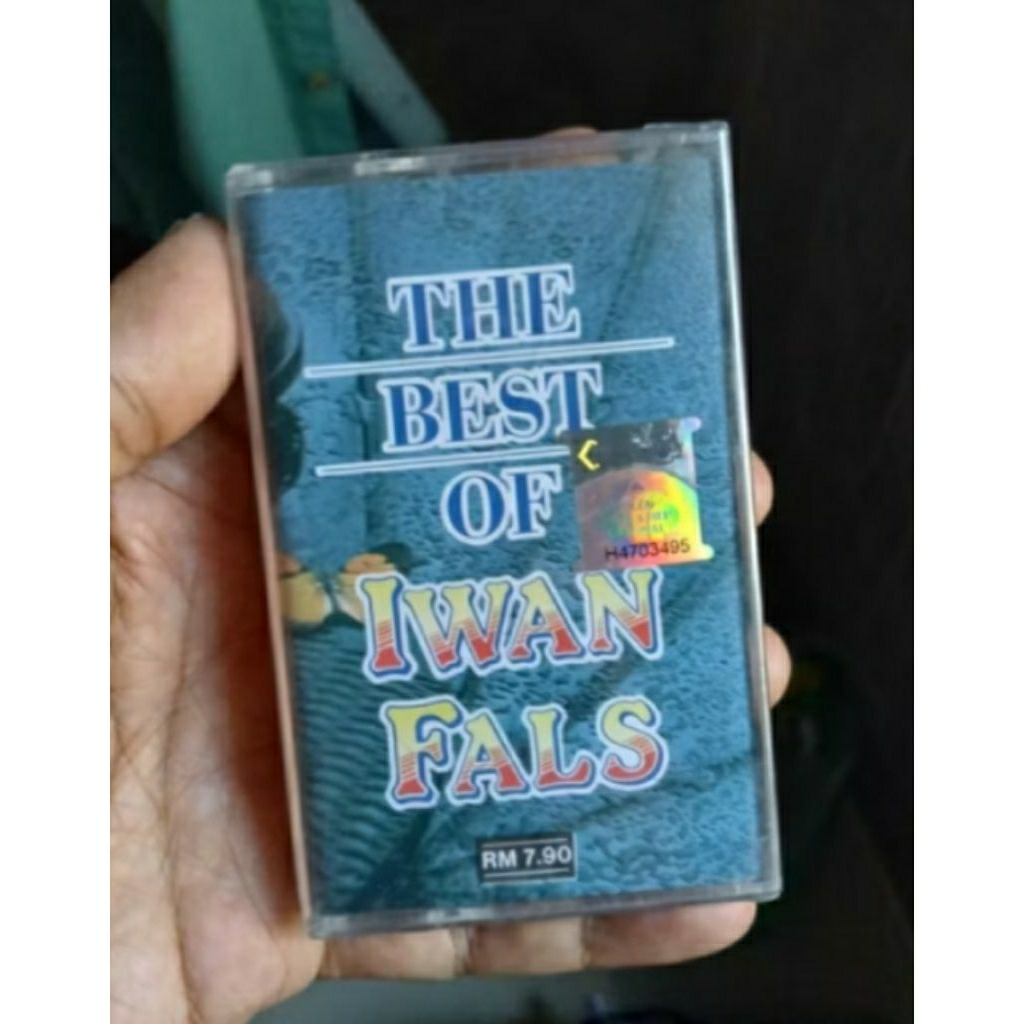 THE
BEST
OF
H4703495
IWAN
FALS
RM 7.90